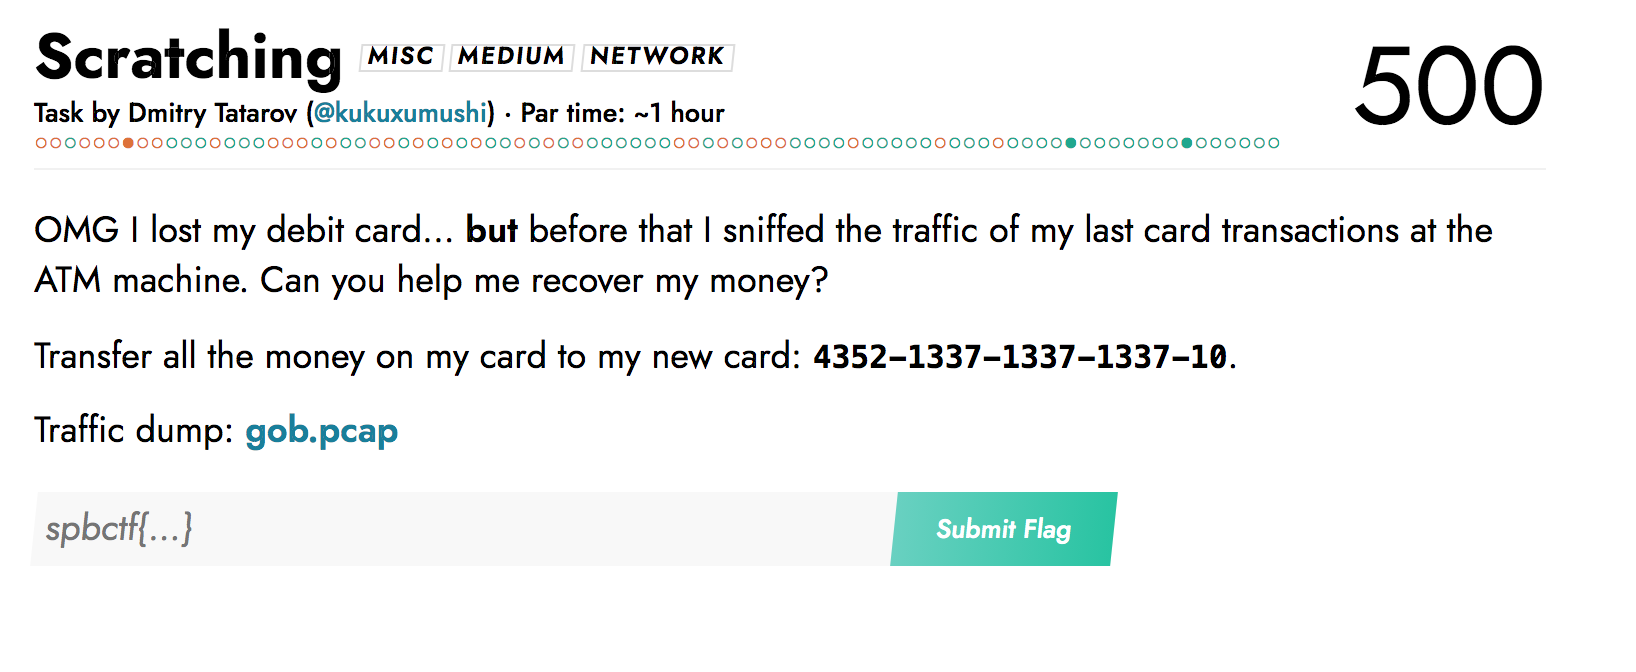 Scratching MISC MEDIUM NETWORK 500
Task by Dmitry Tatarov (@kukuxumushi) · Par time: ~1 hour
OMG I lost my debit card... but before that I sniffed the traffic of my last card transactions at the
ATM machine. Can you help me recover my money?
Transfer all the money on my card to my new card: 4352-1337-1337-1337-10.
Traffic dump: gob.pcap
spbctf{...}
Submit Flag